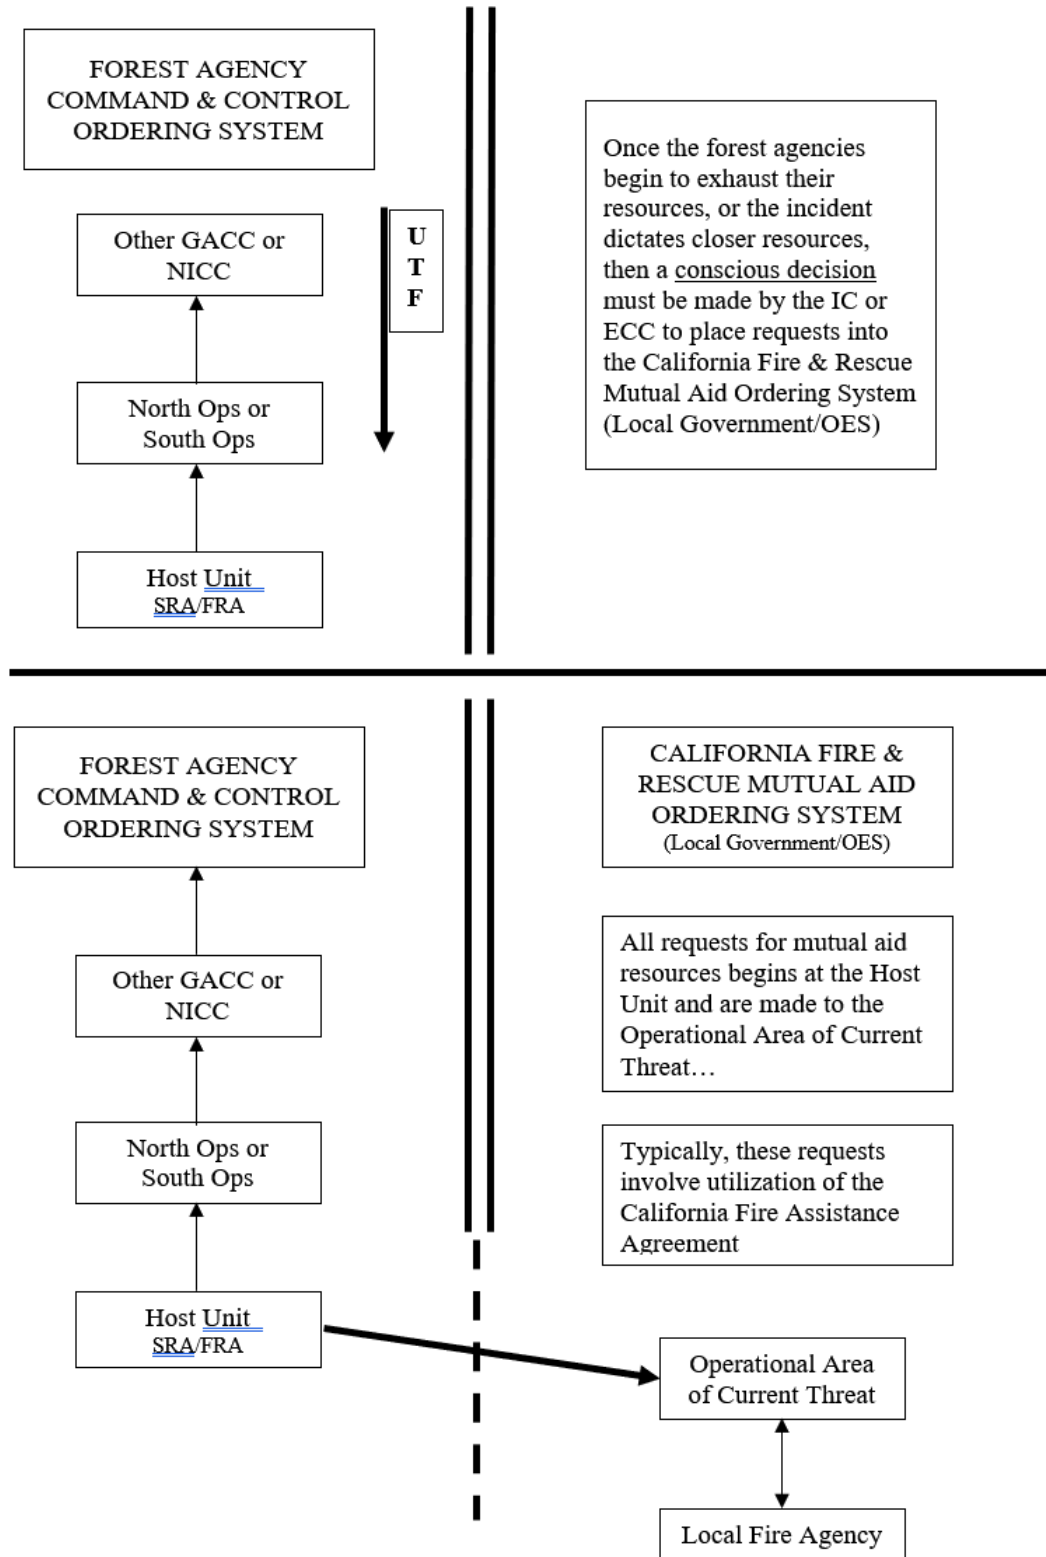 FOREST AGENCY
COMMAND & CONTROL
ORDERING SYSTEM
Other GACC or
NICC
North Ops or
South Ops
Host Unit
SRA/FRA
U
T
F
Once the forest agencies
begin to exhaust their
resources, or the incident
dictates closer resources,
then a conscious decision
must be made by the IC or
ECC to place requests into
the California Fire & Rescue
Mutual Aid Ordering System
(Local Government/OES)
FOREST AGENCY
COMMAND & CONTROL
ORDERING SYSTEM
Other GACC or
NICC
North Ops or
South Ops
Host Unit
SRA/FRA
CALIFORNIA FIRE &
RESCUE MUTUAL AID
ORDERING SYSTEM
(Local Government/OES)
All requests for mutual aid
resources begins at the Host
Unit and are made to the
Operational Area of Current
Threat…
Typically, these requests
involve utilization of the
California Fire Assistance
Agreement
Operational Area
of Current Threat
Local Fire Agency